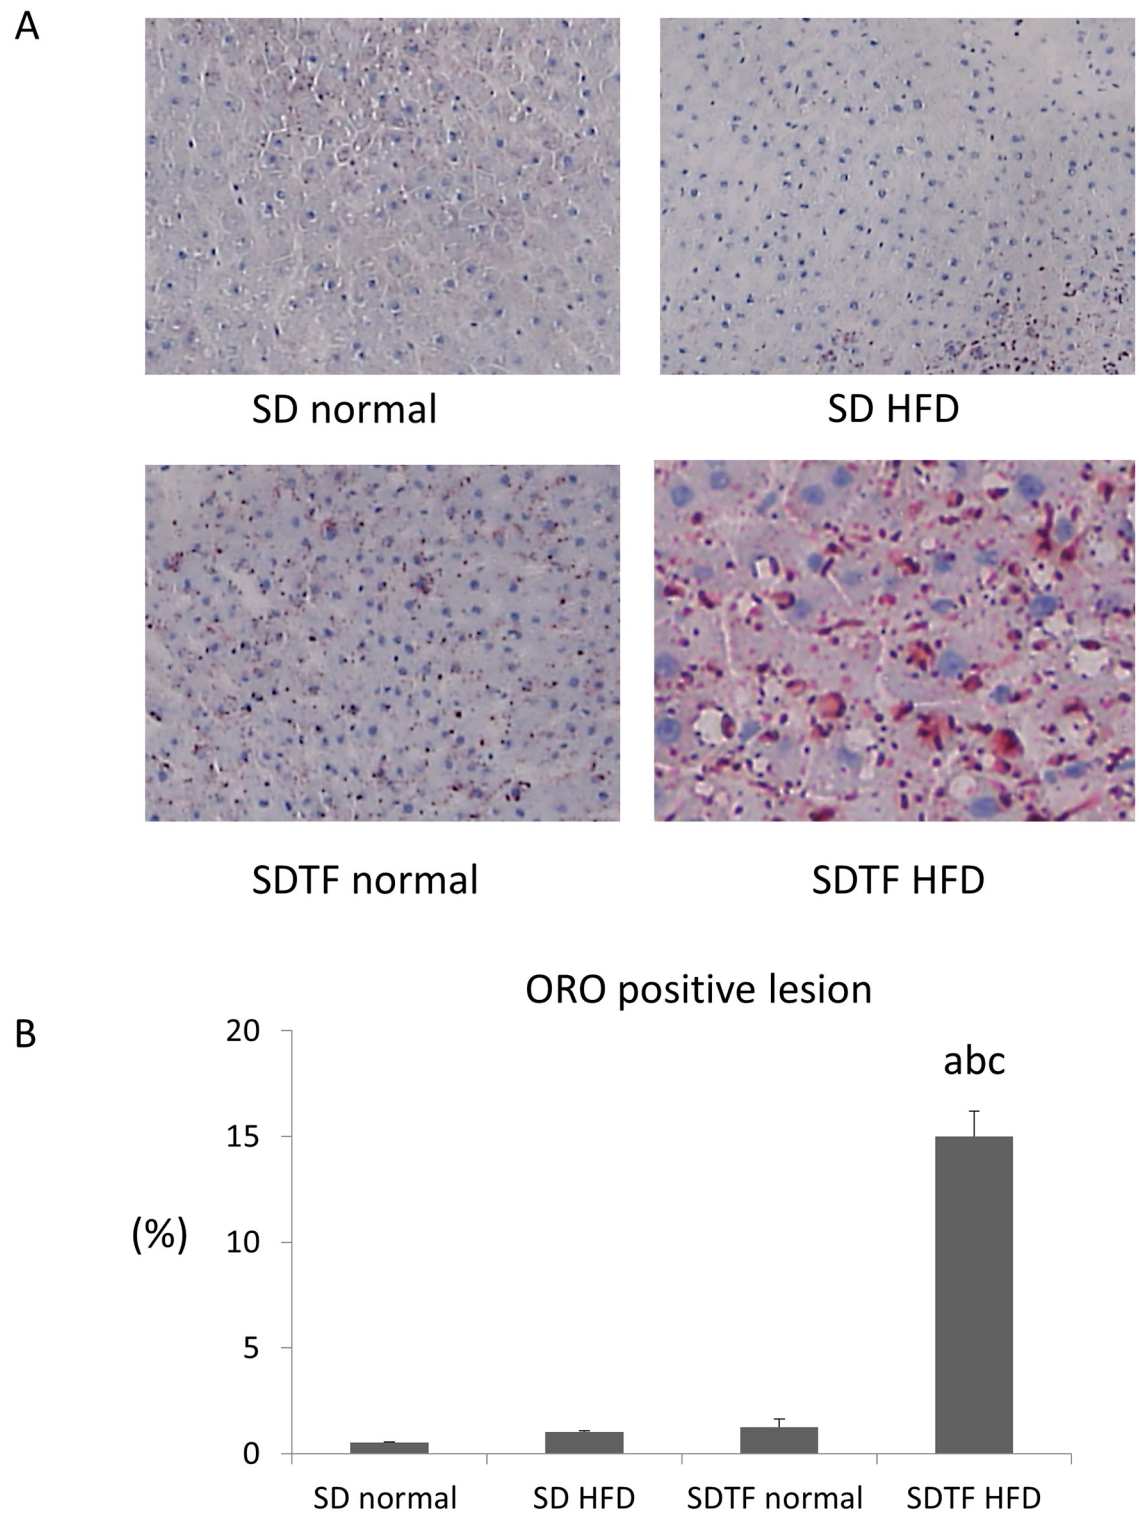 A
SD normal
SD HFD
SDTF normal
SDTF HFD
B
ORO positive lesion
20
abc
15
(%)
10
5
0
SD normal
SD HFD
SDTF normal
SDTF HFD